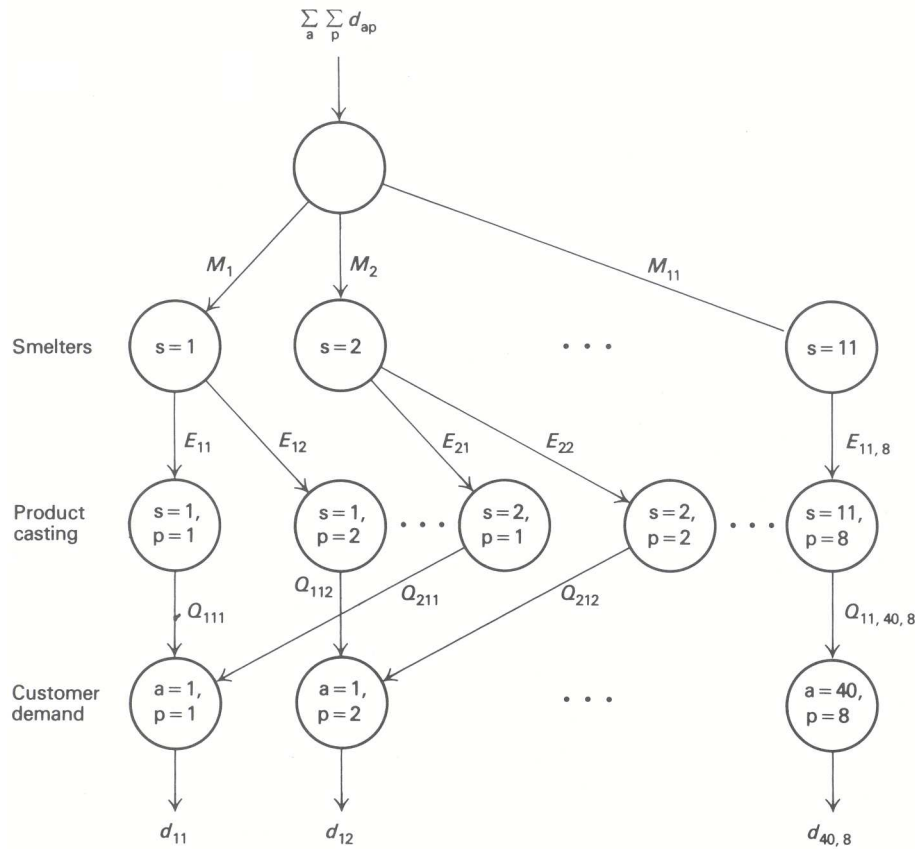 ∑ ∑ d_ap
a p
M_1
M_2
M_11
Smelters
s = 1
s = 2
• • •
s = 11
E_11
E_12
E_21
E_22
E_11, 8
Product
casting
s = 1,
p = 1
s = 1,
p = 2
• • •
s = 2,
p = 1
s = 2,
p = 2
• • •
s = 11,
p = 8
Q_111
Q_112
Q_211
Q_212
Q_11, 40, 8
Customer
demand
a = 1,
p = 1
a = 1,
p = 2
• • •
a = 40,
p = 8
d_11
d_12
d_40, 8